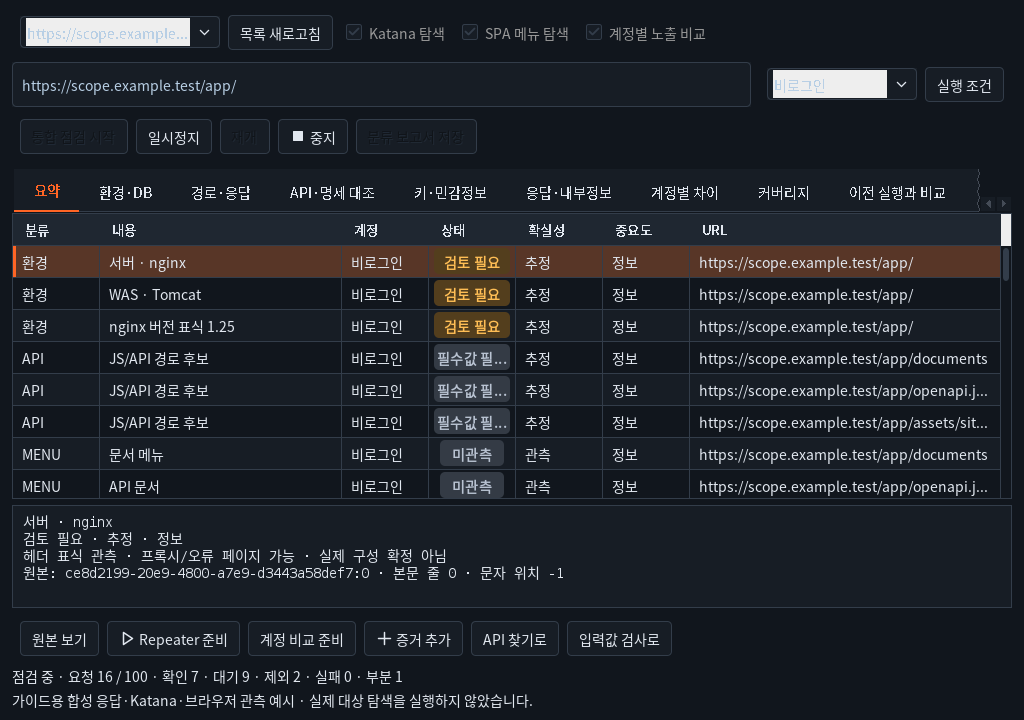 https://scope.example... 목록 새로고침 Katana 탐색 SPA 메뉴 탐색 계정별 노출 비교
https://scope.example.test/app/ 비로그인 실행 조건
통합 점검 시작 일시정지 재개 중지 분류 보고서 저장
요약 환경·DB 경로·응답 API·명세 대조 키·민감정보 응답·내부정보 계정별 차이 커버리지 이전 실행과 비교
분류 내용 계정 상태 확실성 중요도 URL
환경 서버 · nginx 비로그인 검토 필요 추정 정보 https://scope.example.test/app/
환경 WAS · Tomcat 비로그인 검토 필요 추정 정보 https://scope.example.test/app/
환경 nginx 버전 표식 1.25 비로그인 검토 필요 추정 정보 https://scope.example.test/app/
API JS/API 경로 후보 비로그인 필수값 필... 추정 정보 https://scope.example.test/app/documents
API JS/API 경로 후보 비로그인 필수값 필... 추정 정보 https://scope.example.test/app/openapi.j...
API JS/API 경로 후보 비로그인 필수값 필... 추정 정보 https://scope.example.test/app/assets/sit...
MENU 문서 메뉴 비로그인 미관측 관측 정보 https://scope.example.test/app/documents
MENU API 문서 비로그인 미관측 관측 정보 https://scope.example.test/app/openapi.j...
서버 · nginx
검토 필요 · 추정 · 정보
헤더 표식 관측 · 프록시/오류 페이지 가능 · 실제 구성 확정 아님
원본: ce8d2199-20e9-4800-a7e9-d3443a58def7:0 · 본문 줄 0 · 문자 위치 -1
원본 보기 Repeater 준비 계정 비교 준비 증거 추가 API 찾기로 입력값 검사로
점검 중 · 요청 16 / 100 · 확인 7 · 대기 9 · 제외 2 · 실패 0 · 부분 1
가이드용 합성 응답·Katana·브라우저 관측 예시 · 실제 대상 탐색을 실행하지 않았습니다.